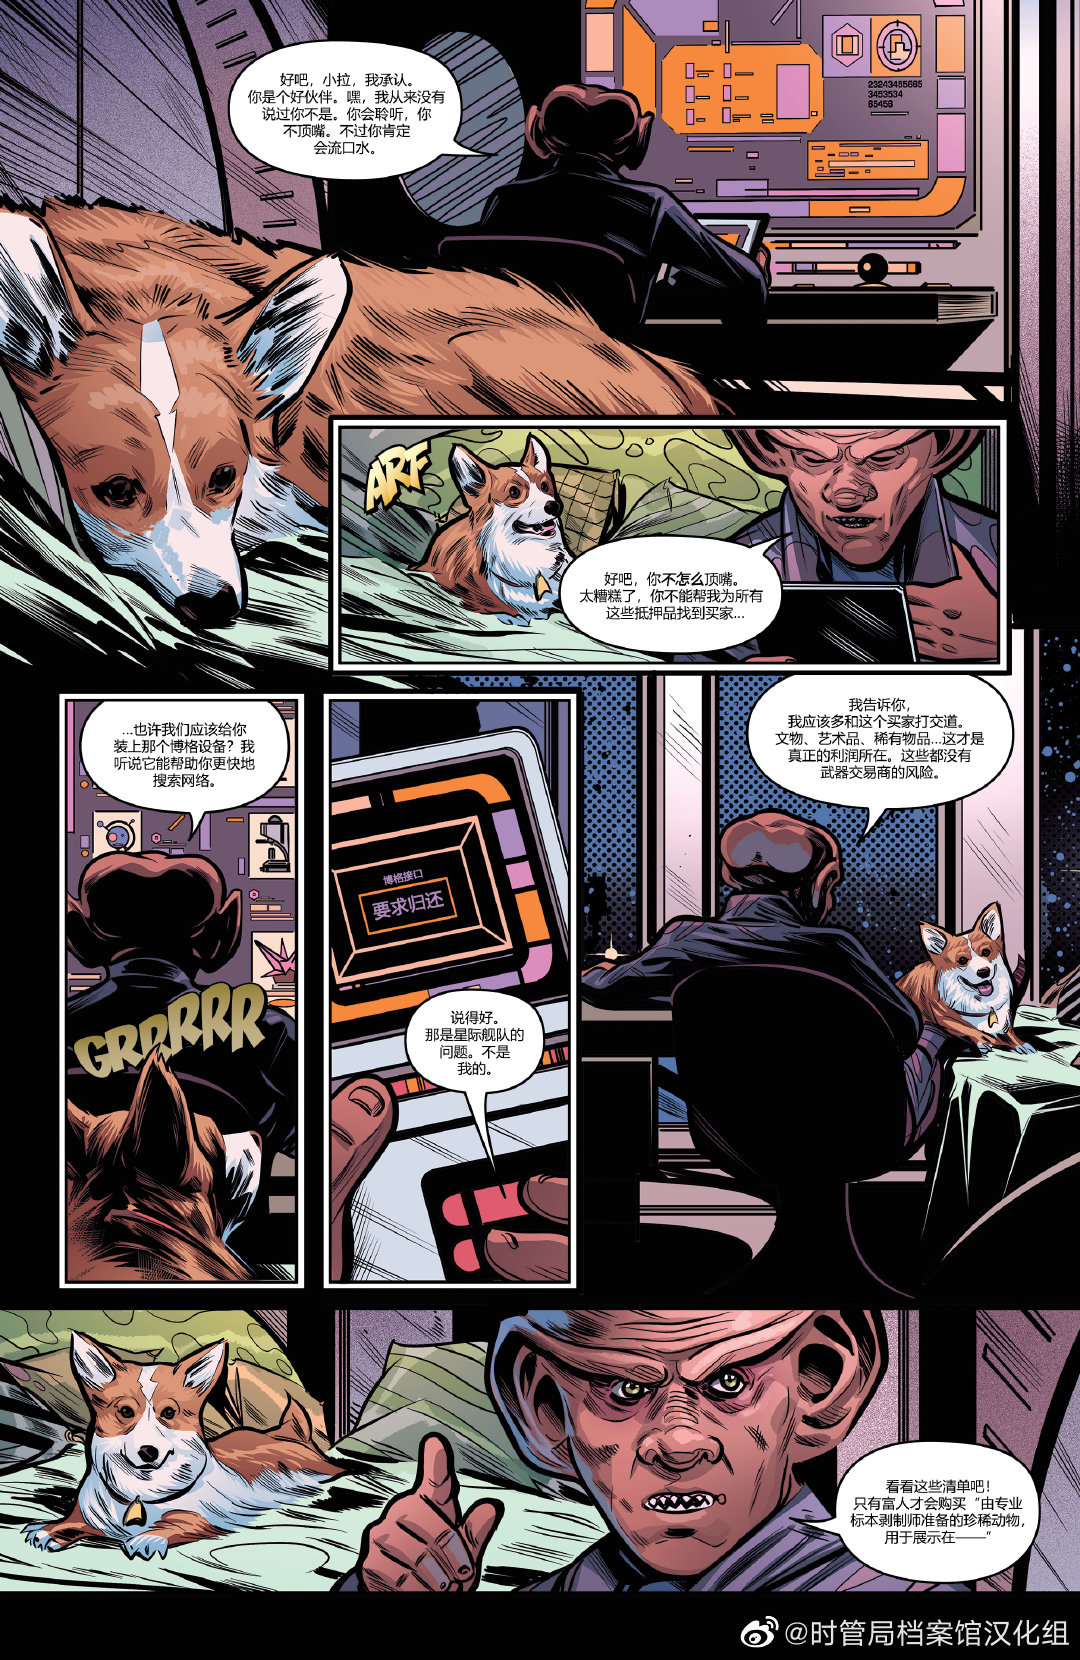 好吧，小拉，我承认。
你是个好伙伴。嘿，我从来没有
说过你不是。你会聆听，你
不顶嘴。不过你肯定
会流口水。
23243455665
3453534
65456
ARF
好吧，你不怎么顶嘴。
太糟糕了，你不能帮我为所有
这些抵押品找到买家...
...也许我们应该给你
装上那个博格设备？我
听说它能帮助你更快地
搜索网络。
GRRRRRR
博格接口
要求归还
说得好。
那是星际舰队的
问题。不是
我的。
我告诉你，
我应该多和这个买家打交道。
文物、艺术品、稀有物品...这才是
真正的利润所在。这些都没有
武器交易商的风险。
看看这些清单吧！
只有富人才会购买“由专业
标本剥制师准备的珍稀动物，
用于展示在——”
@时管局档案馆汉化组